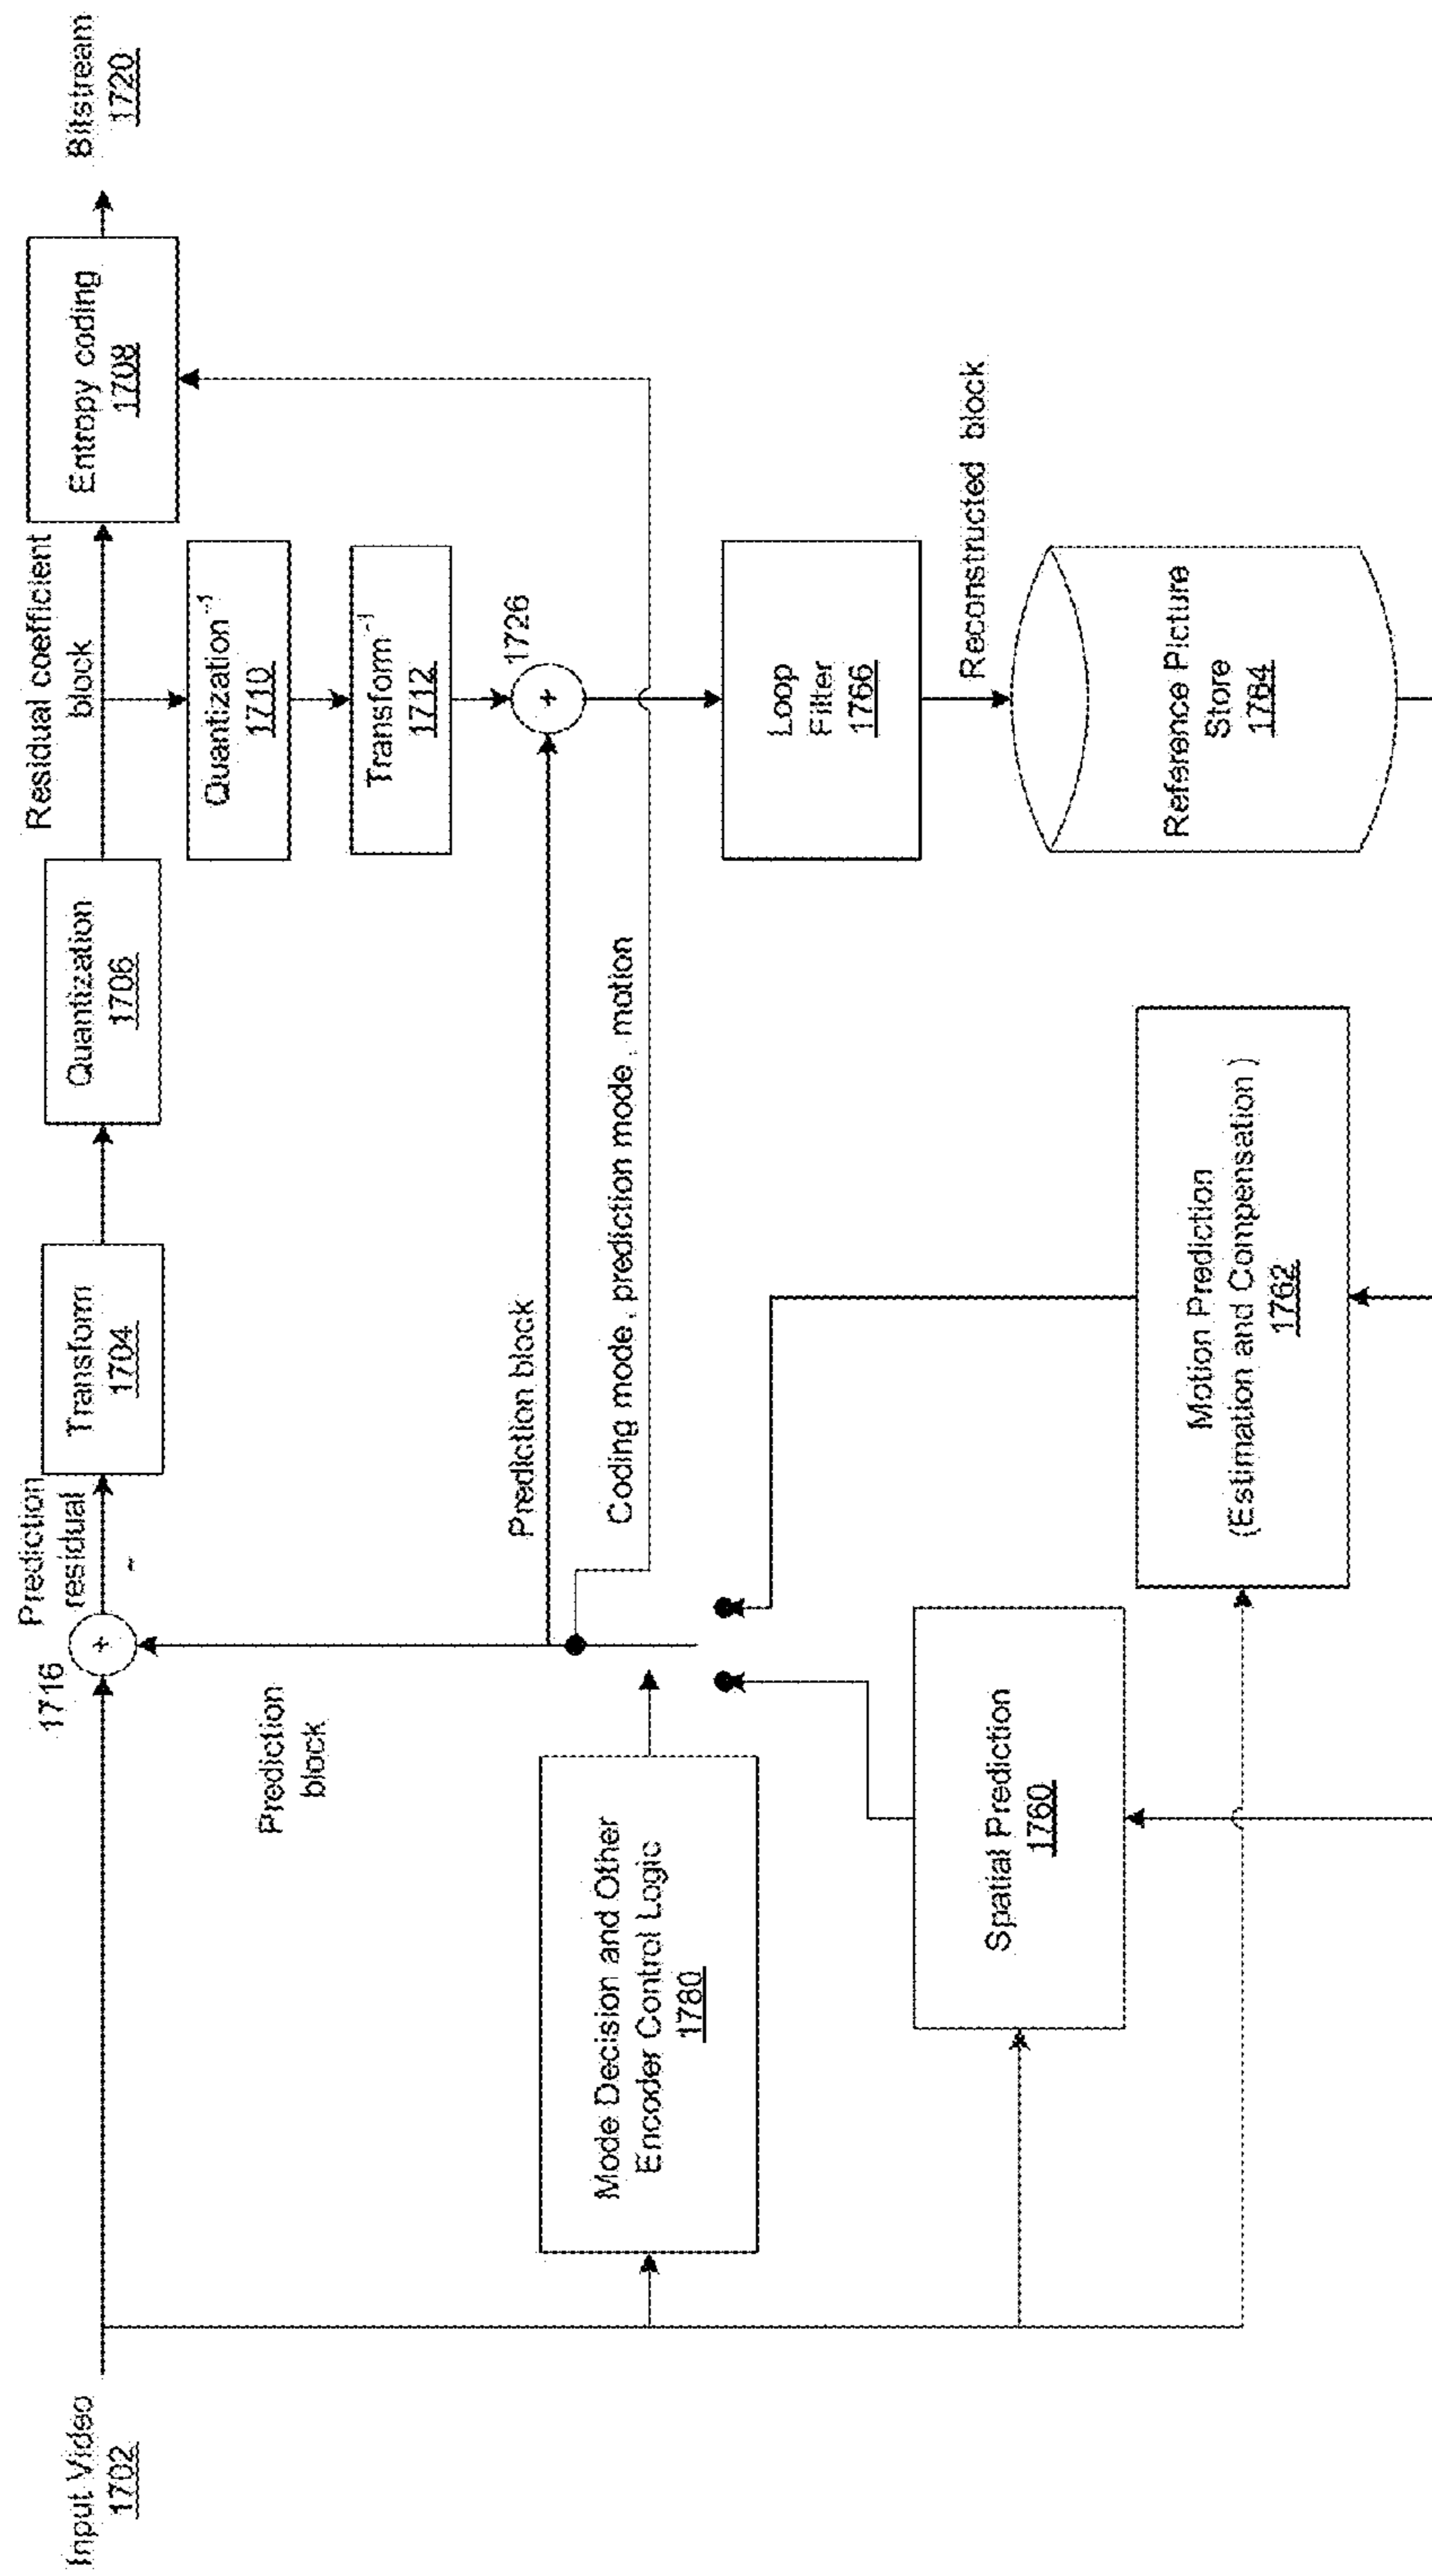 Input Video
1702
1716
Prediction
residual
-
Transform
1704
Quantization
1706
Residual coefficient
block
Entropy coding
1708
Bitstream
1720
Quantization⁻¹
1710
Transform⁻¹
1712
+
+
1726
Prediction
block
Prediction block
Coding mode, prediction mode, motion
Mode Decision and Other
Encoder Control Logic
1780
Loop
Filter
1766
Reconstructed block
Spatial Prediction
1760
Motion Prediction
(Estimation and Compensation)
1762
Reference Picture
Store
1764